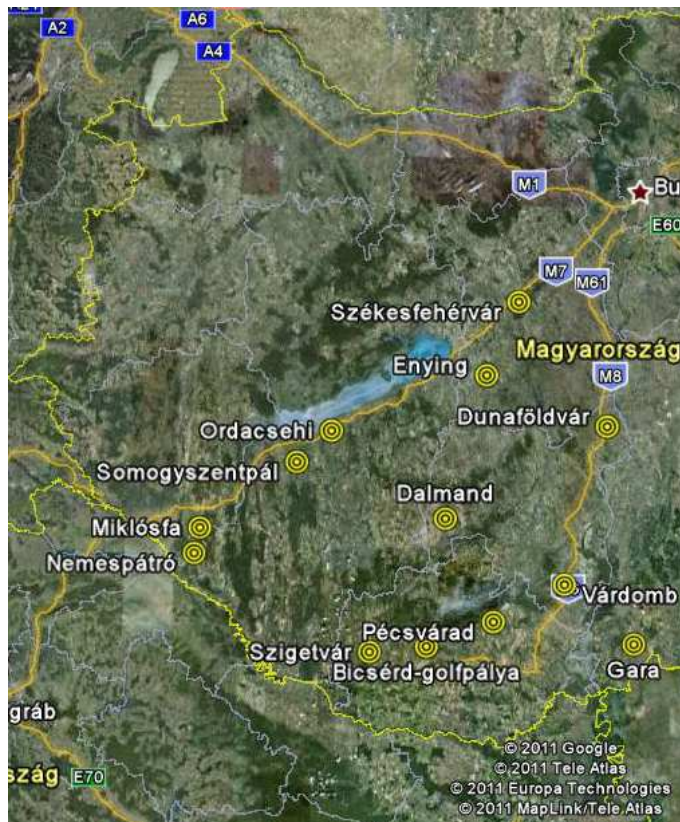 A2
A6
A4
M1
Bu
E60
M7
M61
Székesfehérvár
Magyarország
Enying
M8
Dunaföldvár
Ordacsehi
Somogyszentpál
Dalmand
Miklósfa
Nemespátró
Várdomb
Pécsvárad
Szigetvár
Bicsérd-golfpálya
Gara
gráb
szág
E70
© 2011 Google
© 2011 Tele Atlas
© 2011 Europa Technologies
© 2011 MapLink/Tele Atlas